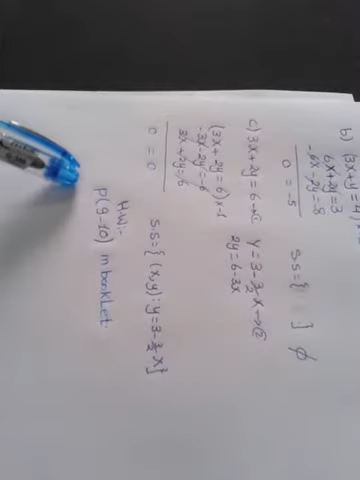 b) 3x+y=4)
6x+2y=3
-6x-2y=-8
0 = -5
S.S={ } ∅
c) 3x+2y=6→① y=3-3/2x→②
2y=6-3x
(3x+2y=6)x-1
-3x-2y=-6
3x+2y=6
0 = 0
S.S={(x,y):y=3-3/2x}
H.W:-
P(9-10) in booklet.